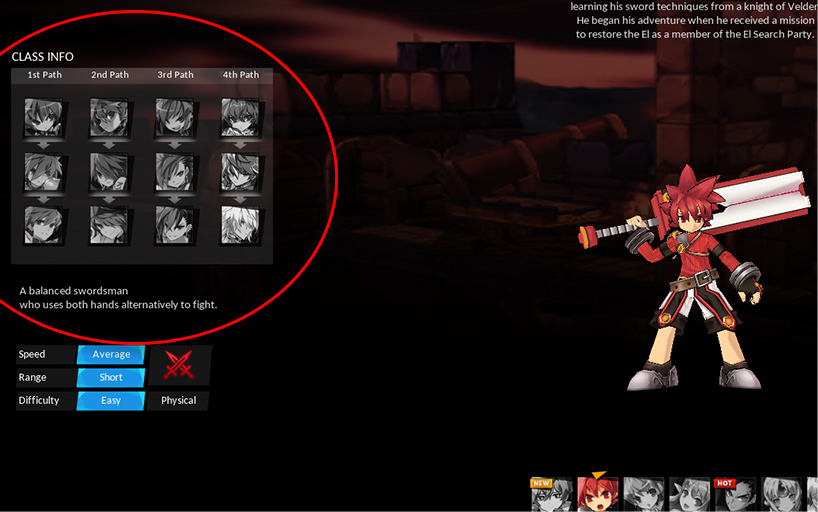 learning his sword techniques from a knight of Velder
He began his adventure when he received a mission
to restore the El as a member of the El Search Party.
CLASS INFO
1st Path 2nd Path 3rd Path 4th Path
A balanced swordsman
who uses both hands alternatively to fight.
Speed Average
Range Short
Difficulty Easy Physical
NEW HOT